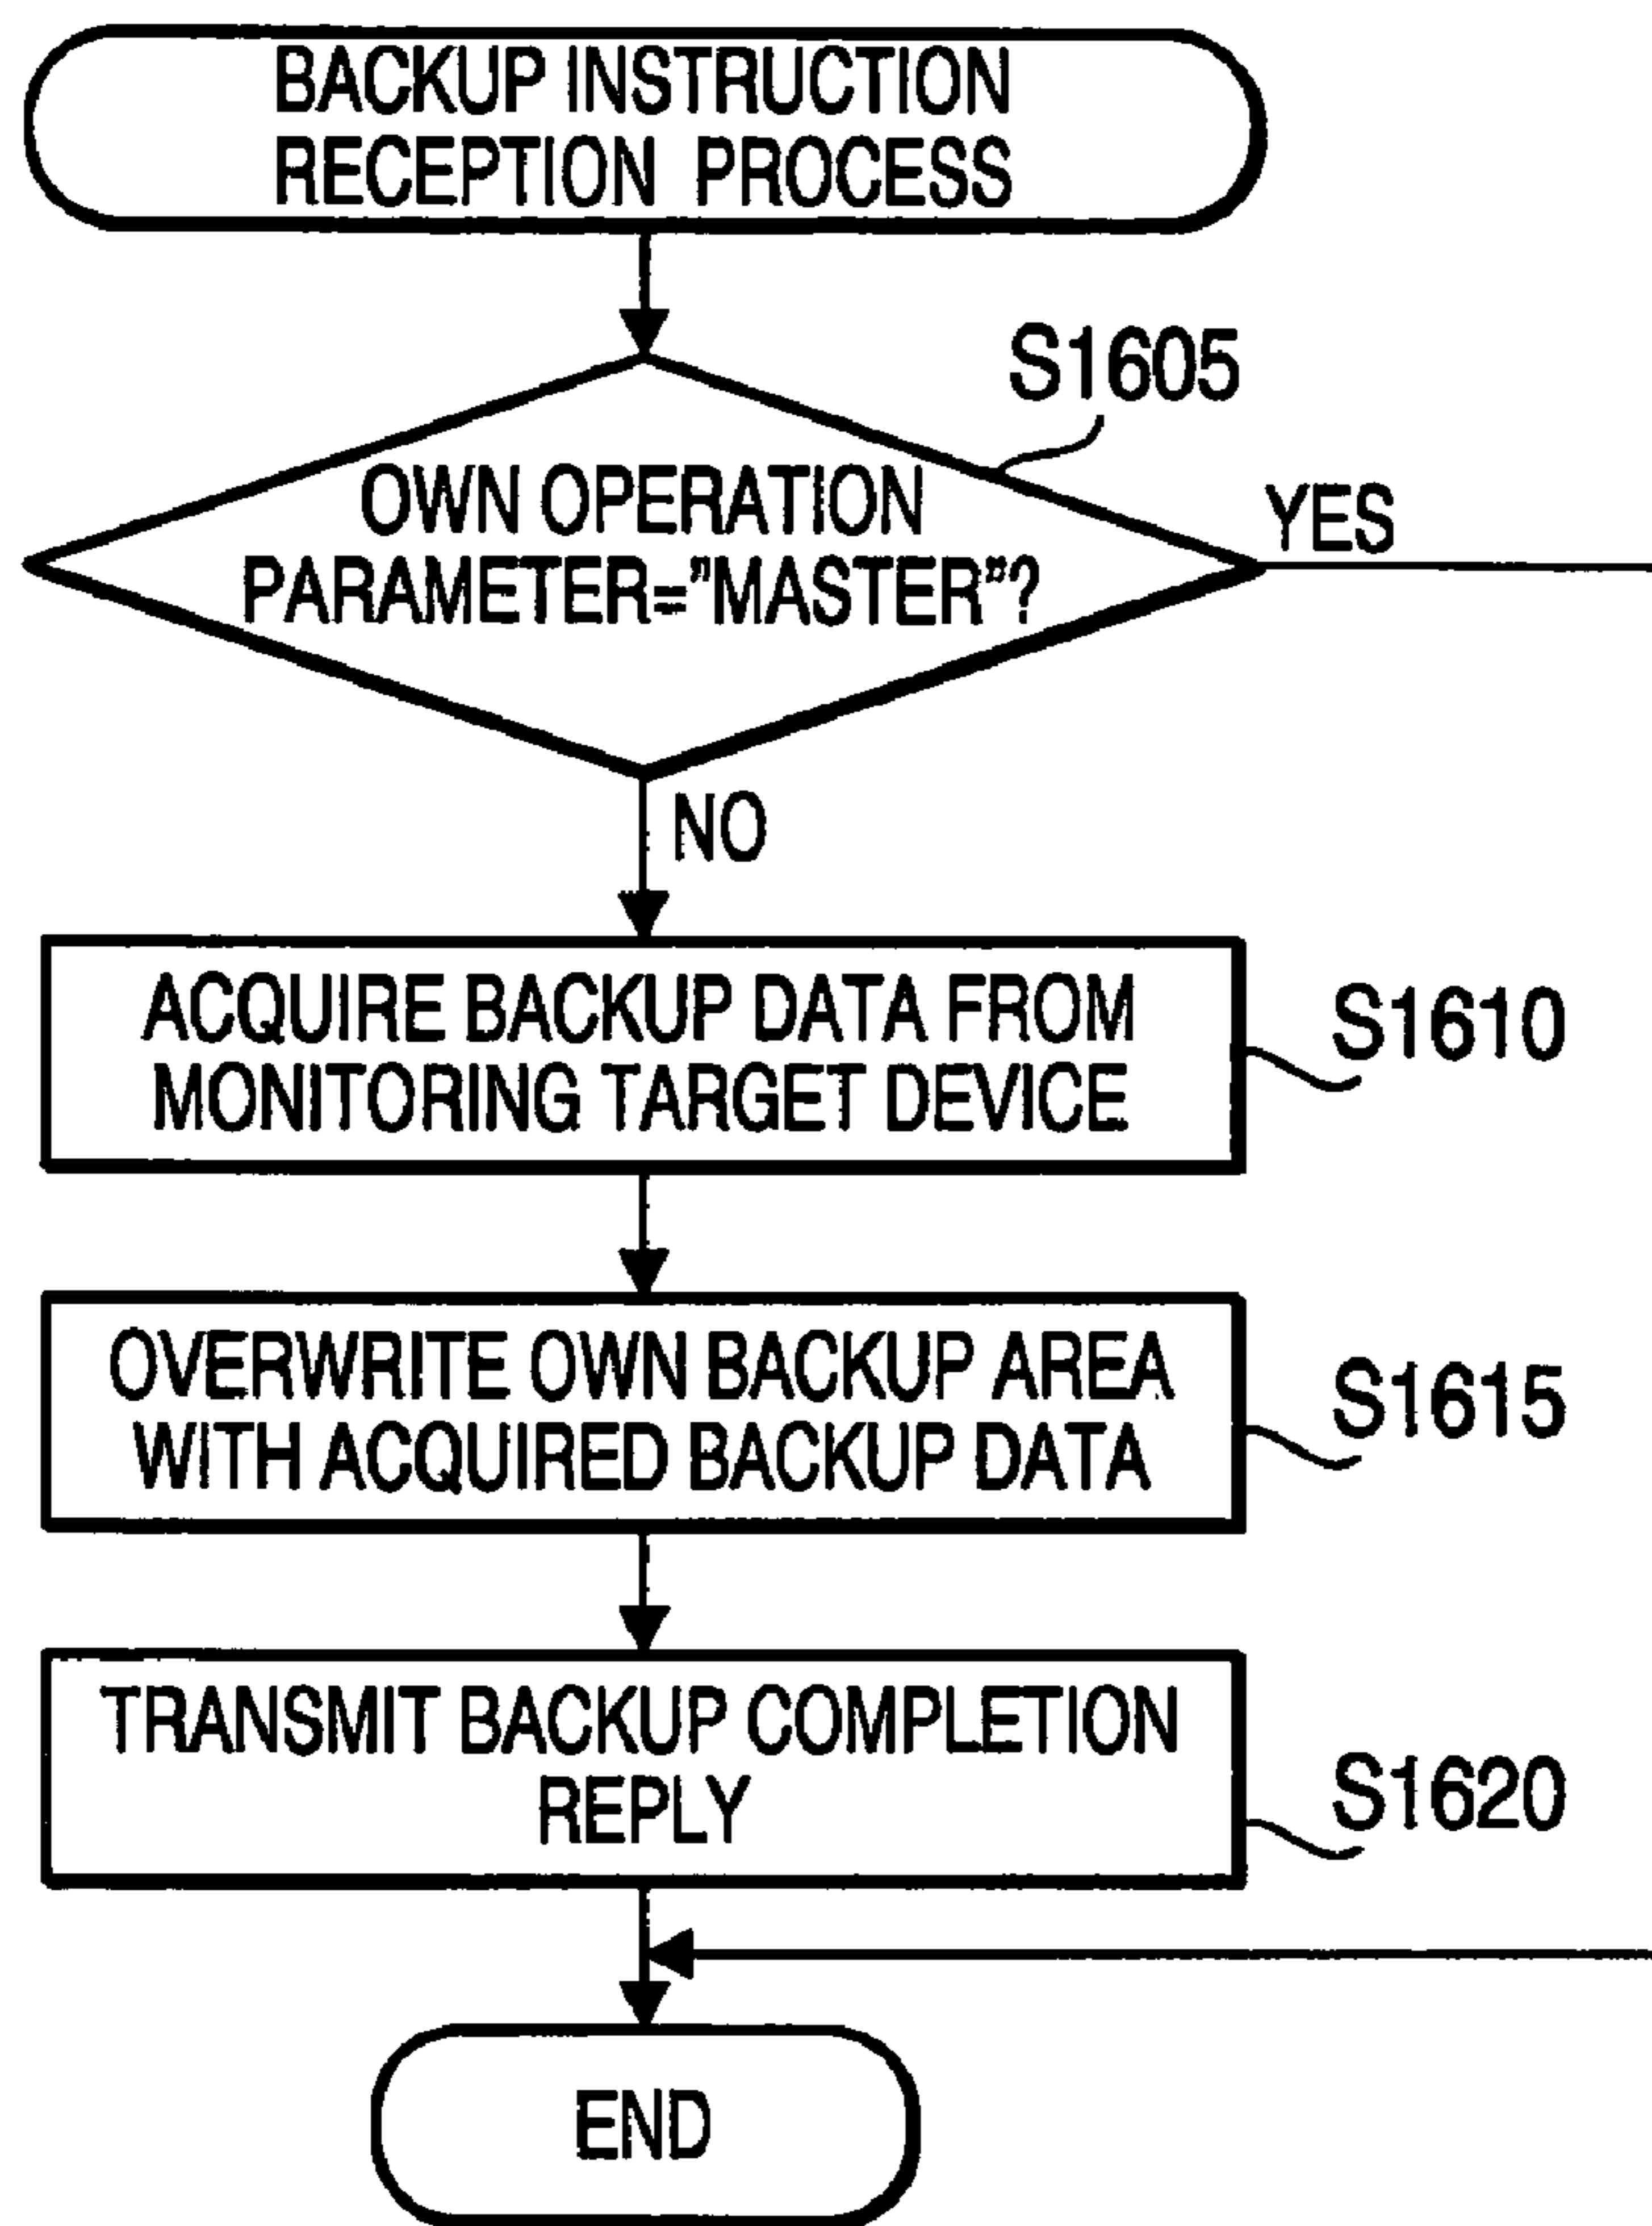 BACKUP INSTRUCTION
RECEPTION PROCESS
S1605
OWN OPERATION
PARAMETER="MASTER"?
YES
NO
ACQUIRE BACKUP DATA FROM
MONITORING TARGET DEVICE
S1610
OVERWRITE OWN BACKUP AREA
WITH ACQUIRED BACKUP DATA
S1615
TRANSMIT BACKUP COMPLETION
REPLY
S1620
END